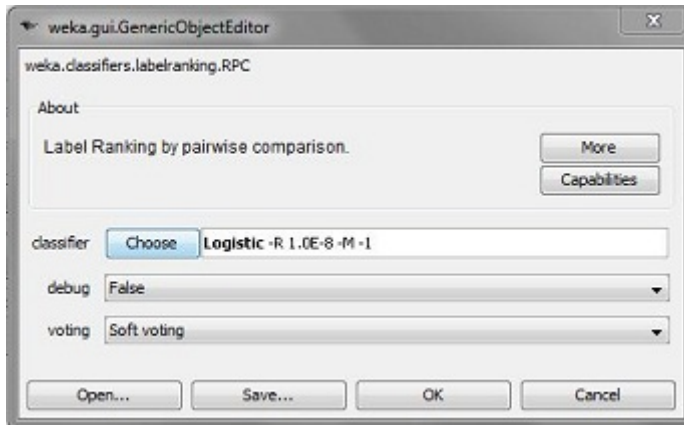 weka.gui.GenericObjectEditor
weka.classifiers.labelranking.RPC
About
Label Ranking by pairwise comparison.
More
Capabilities
classifier Choose Logistic -R 1.0E-8 -M -1
debug False
voting Soft voting
Open... Save... OK Cancel